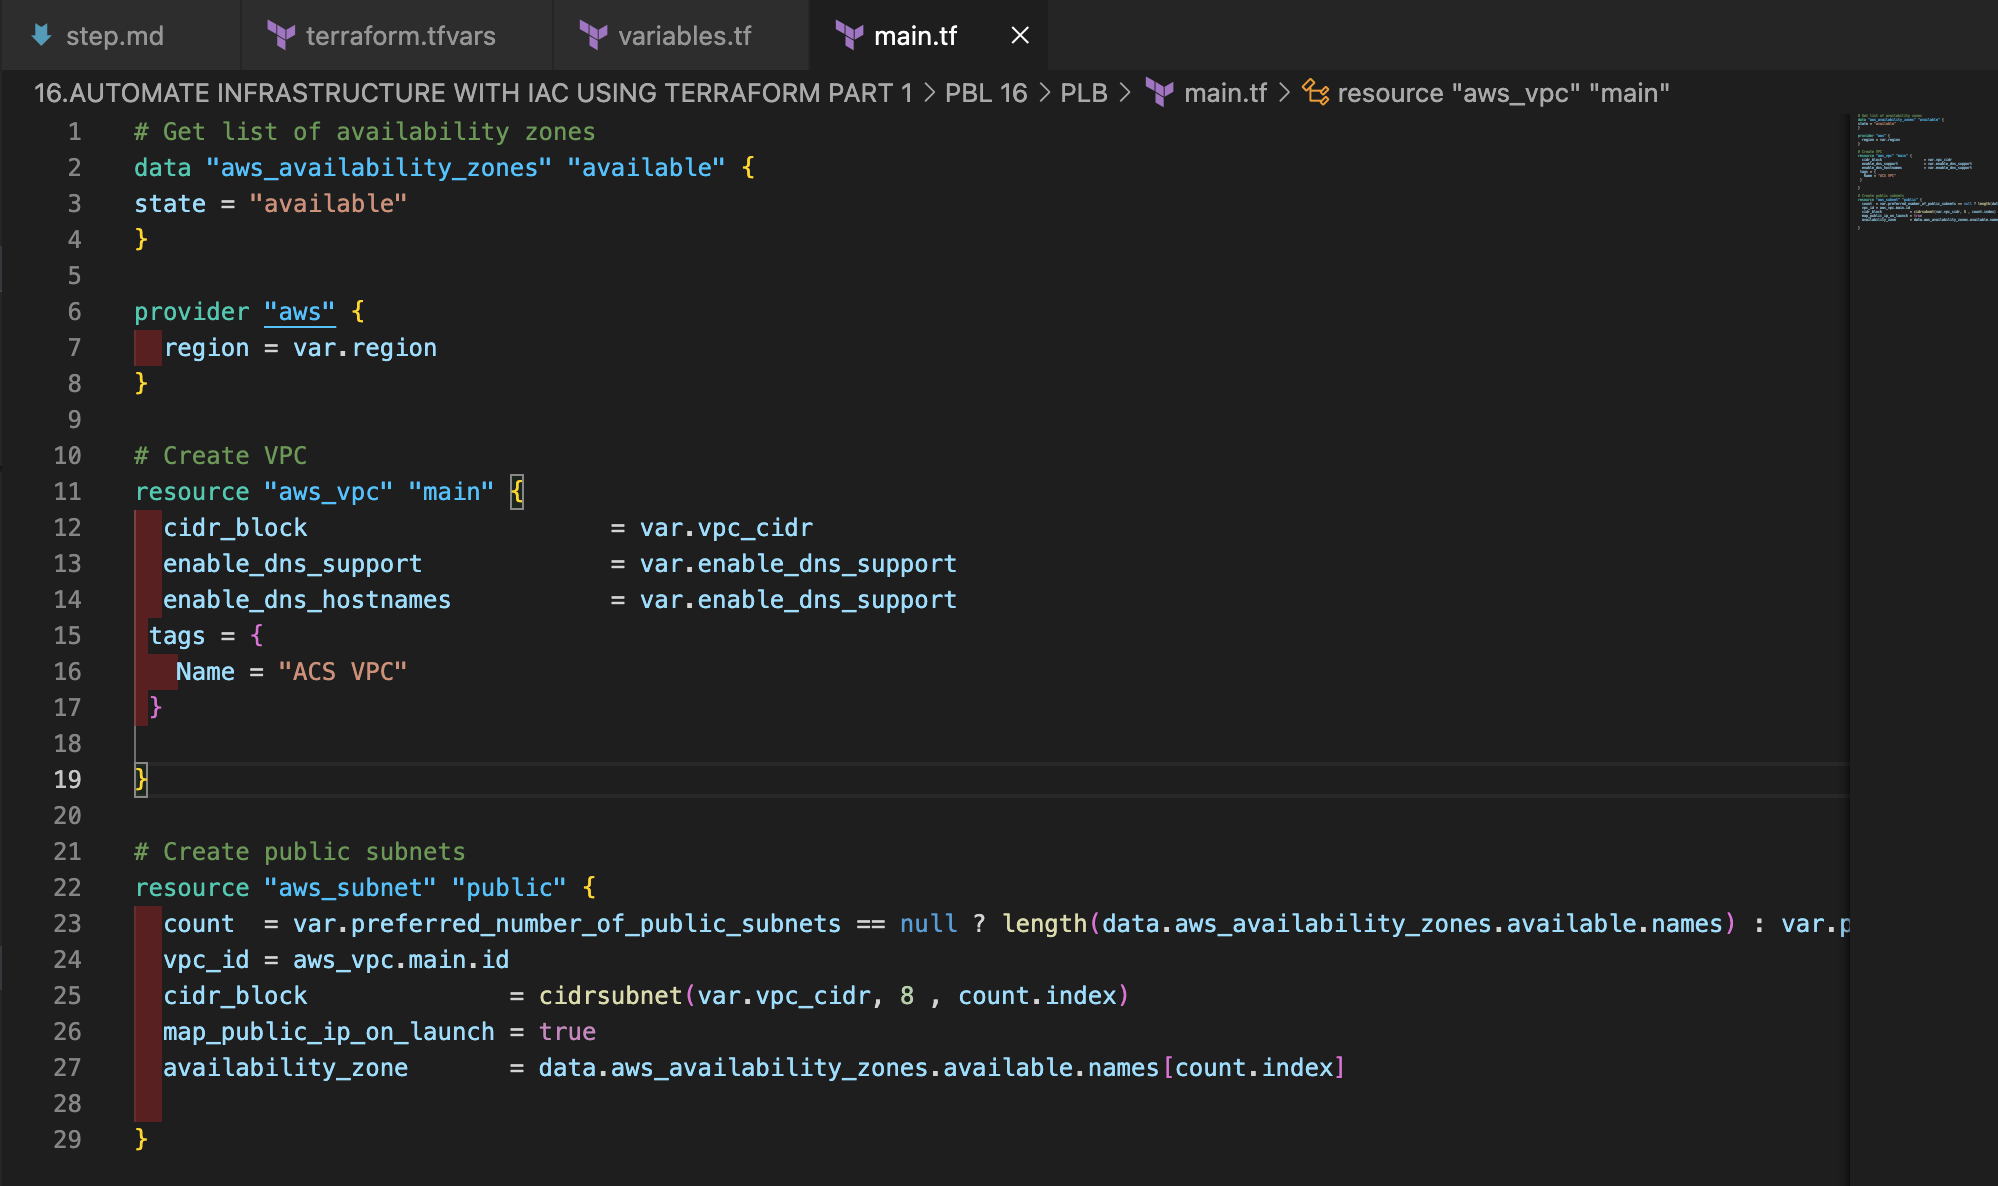 step.md
terraform.tfvars
variables.tf
main.tf
16.AUTOMATE INFRASTRUCTURE WITH IAC USING TERRAFORM PART 1 > PBL 16 > PLB > main.tf > resource "aws_vpc" "main"
1 # Get list of availability zones
2 data "aws_availability_zones" "available" {
3 state = "available"
4 }
5
6 provider "aws" {
7   region = var.region
8 }
9
10 # Create VPC
11 resource "aws_vpc" "main" {
12   cidr_block                     = var.vpc_cidr
13   enable_dns_support             = var.enable_dns_support
14   enable_dns_hostnames           = var.enable_dns_support
15  tags = {
16    Name = "ACS VPC"
17  }
18
19 }
20
21 # Create public subnets
22 resource "aws_subnet" "public" {
23   count  = var.preferred_number_of_public_subnets == null ? length(data.aws_availability_zones.available.names) : var.p
24   vpc_id = aws_vpc.main.id
25   cidr_block              = cidrsubnet(var.vpc_cidr, 8 , count.index)
26   map_public_ip_on_launch = true
27   availability_zone       = data.aws_availability_zones.available.names[count.index]
28
29 }